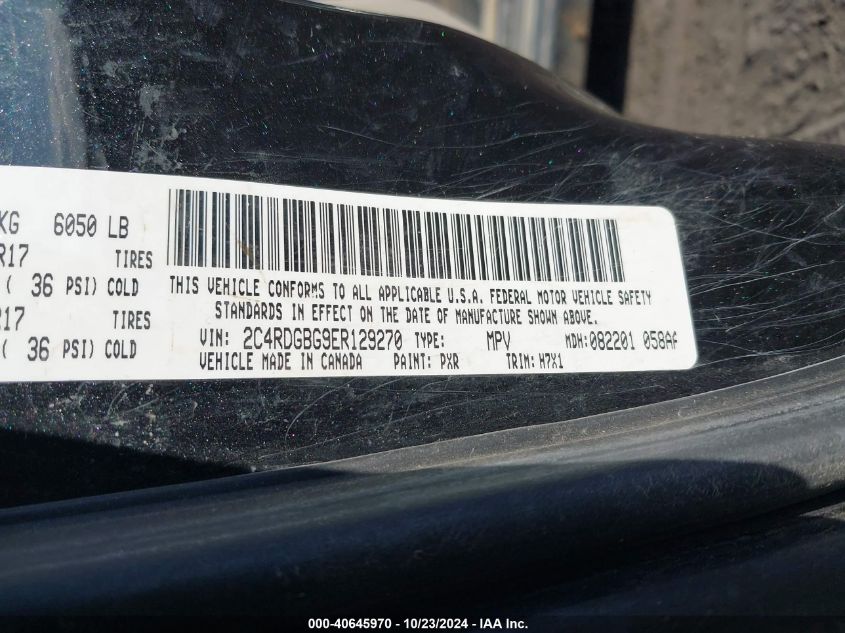 KG 6050 LB
R17 TIRES
( 36 PSI) COLD
R17 TIRES
( 36 PSI) COLD
THIS VEHICLE CONFORMS TO ALL APPLICABLE U.S.A. FEDERAL MOTOR VEHICLE SAFETY
STANDARDS IN EFFECT ON THE DATE OF MANUFACTURE SHOWN ABOVE.
VIN: 2C4RDGBG9ER129270 TYPE: MPV MDH:082201 058AF
VEHICLE MADE IN CANADA PAINT: PXR TRIM: H7X1
000-40645970 - 10/23/2024 - IAAI Inc.